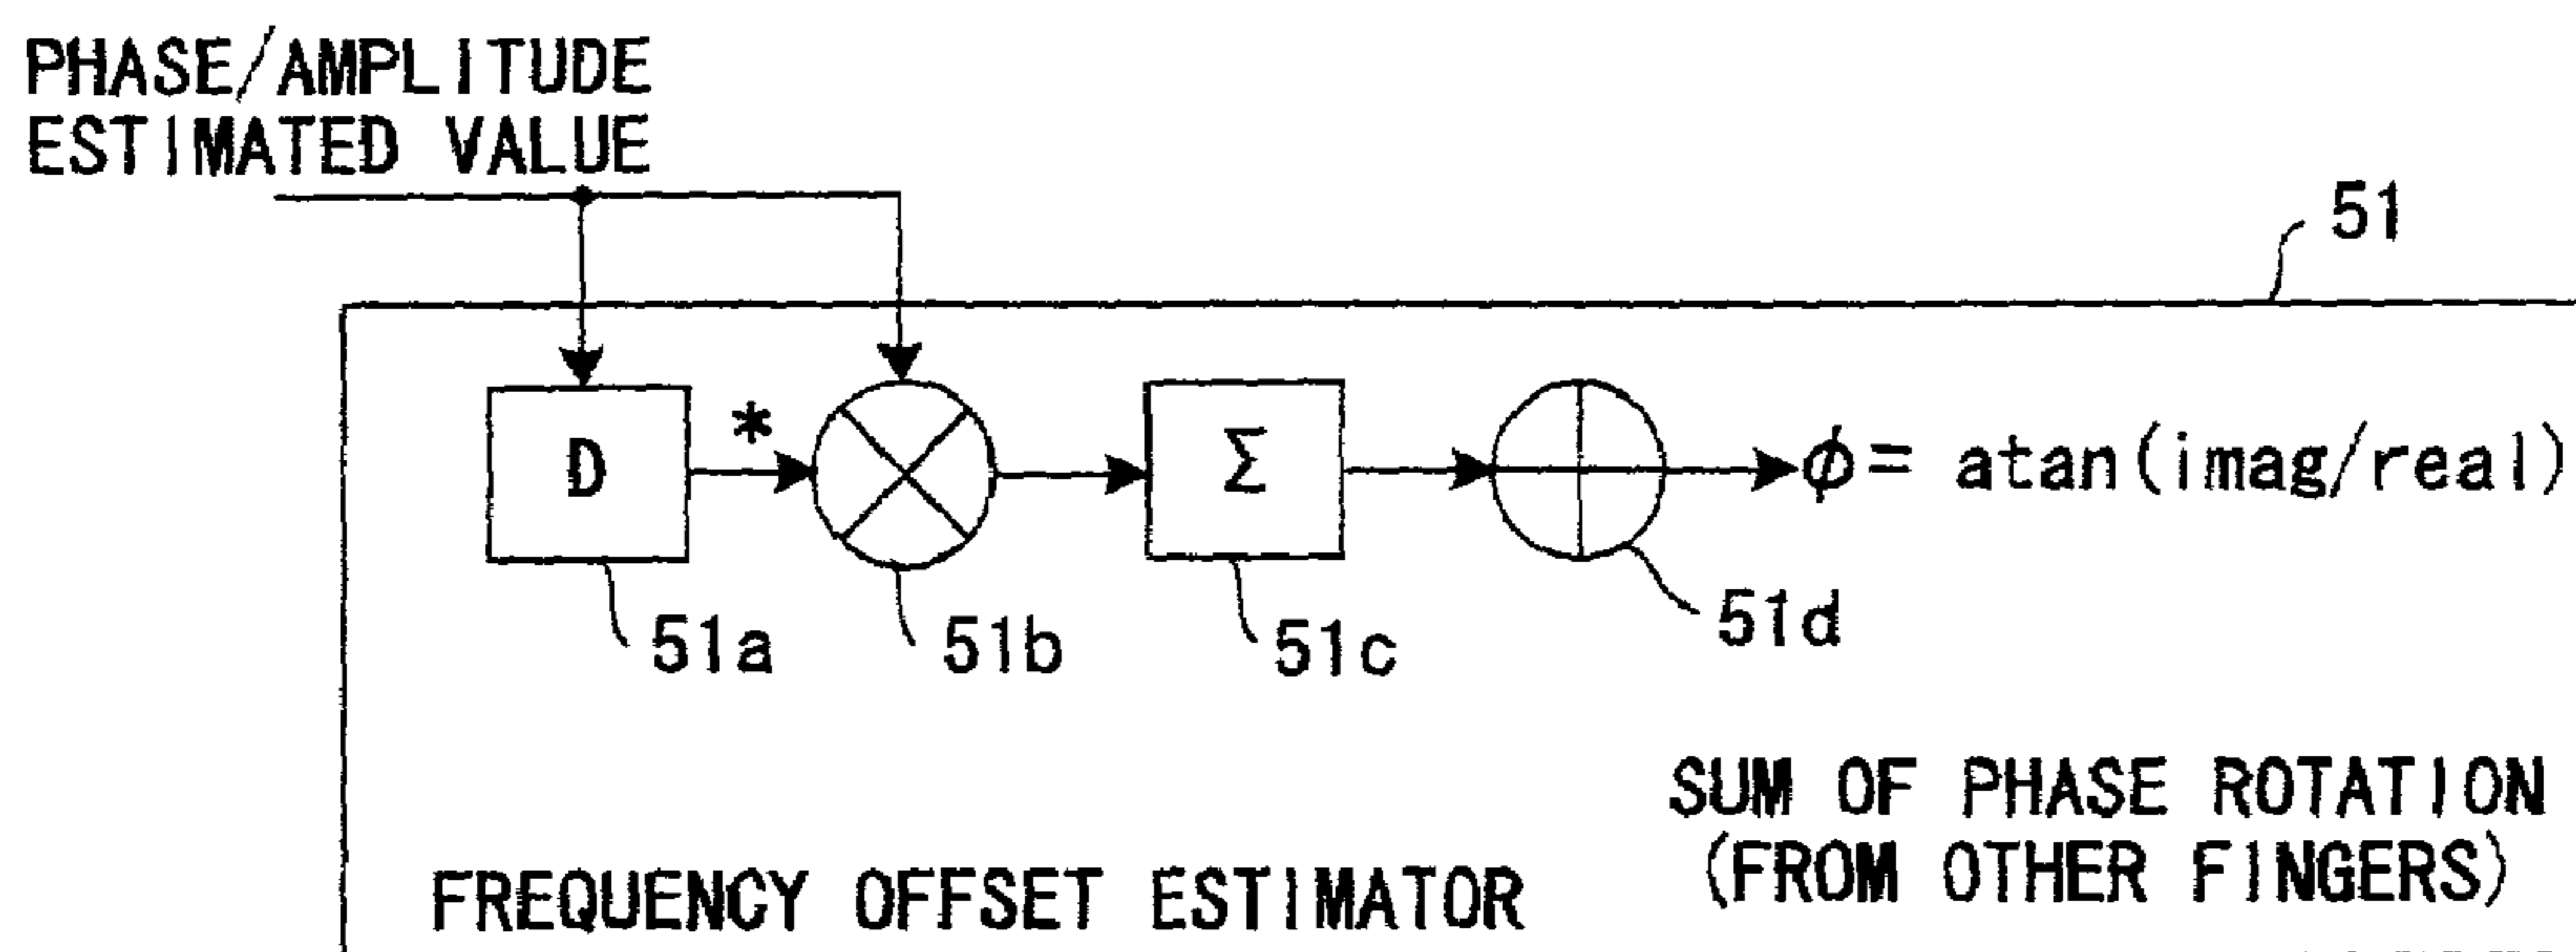 PHASE/AMPLITUDE
ESTIMATED VALUE
51
D
*
Σ
ϕ= atan(imag/real)
51a
51b
51c
51d
SUM OF PHASE ROTATION
(FROM OTHER FINGERS)
FREQUENCY OFFSET ESTIMATOR